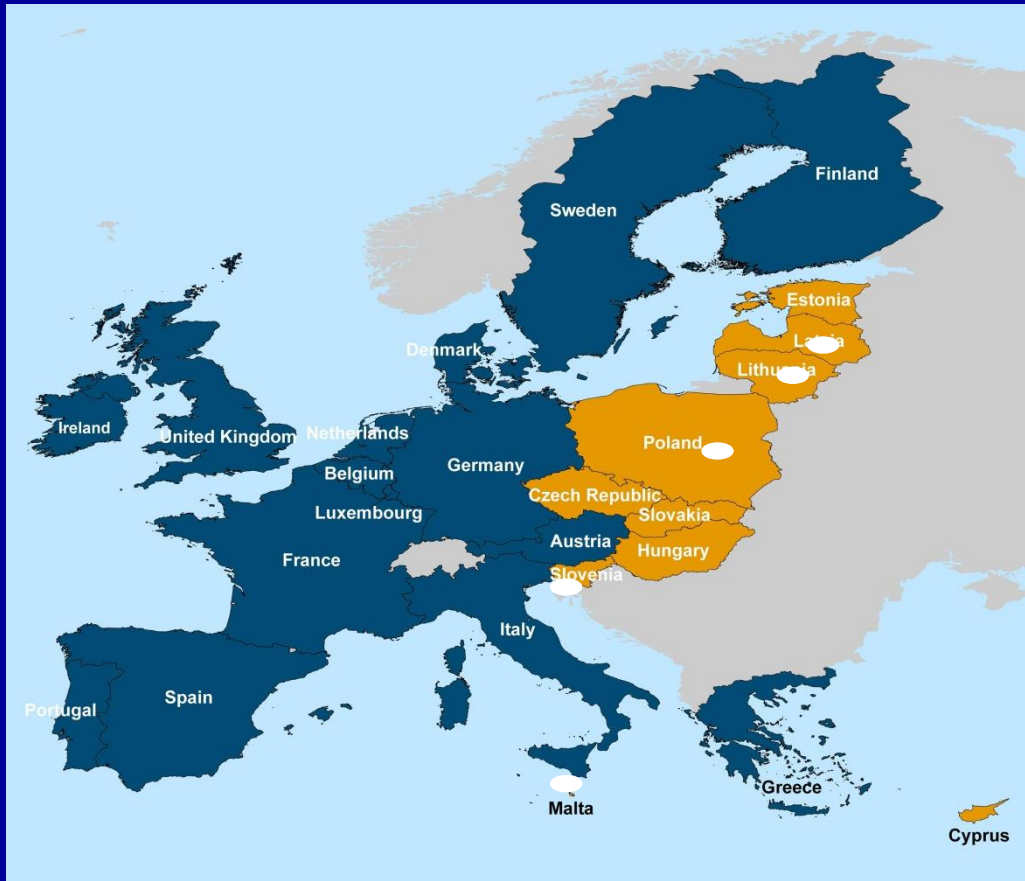 Finland
Sweden
Estonia
Denmark
Ireland
United Kingdom
Netherlands
Poland
Germany
Belgium
Czech Republic
Luxembourg
Slovakia
Austria
Hungary
France
Slovenia
Italy
Spain
Portugal
Greece
Malta
Cyprus